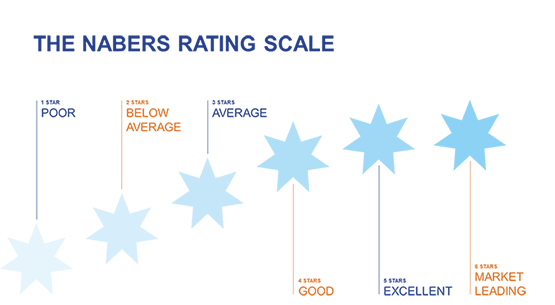 THE NABERS RATING SCALE
1 STAR
POOR
2 STARS
BELOW
AVERAGE
3 STARS
AVERAGE
4 STARS
GOOD
5 STARS
EXCELLENT
6 STARS
MARKET
LEADING